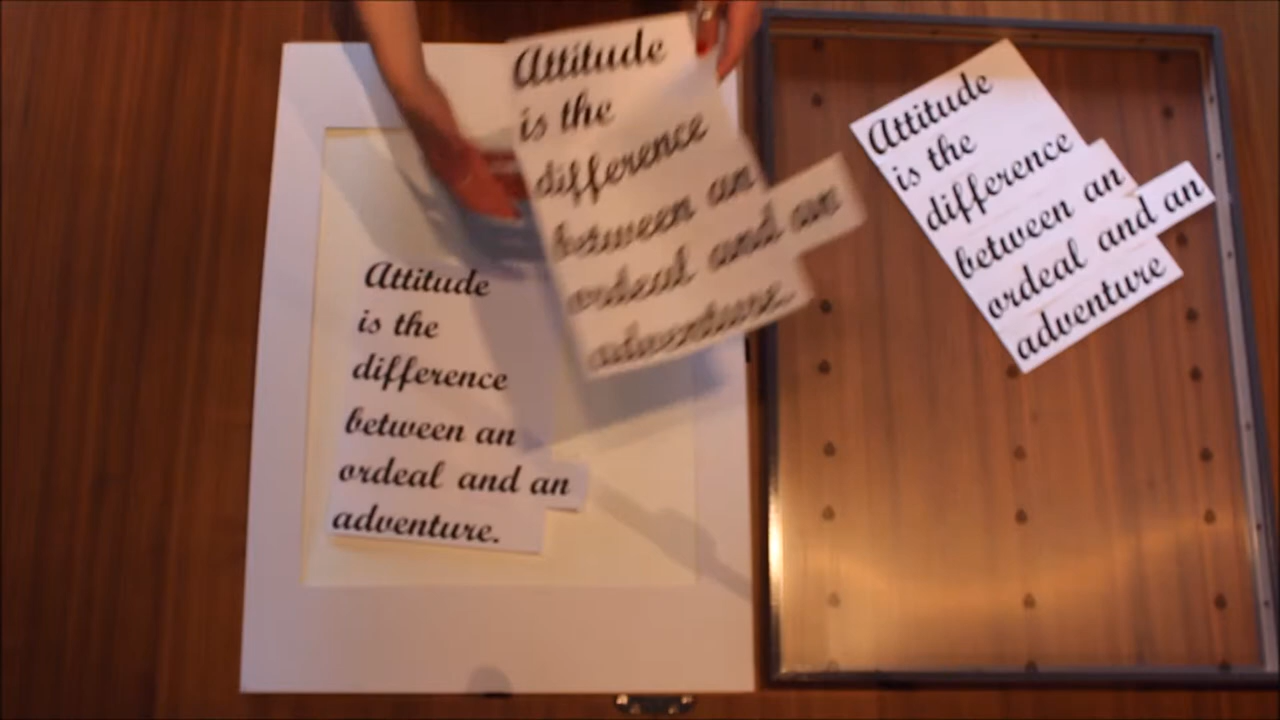 Attitude
is the
difference
between an
ordeal and an
adventure.
Attitude
is the
difference
between an
ordeal and an
adventure.
Attitude
is the
difference
between an
ordeal and an
adventure